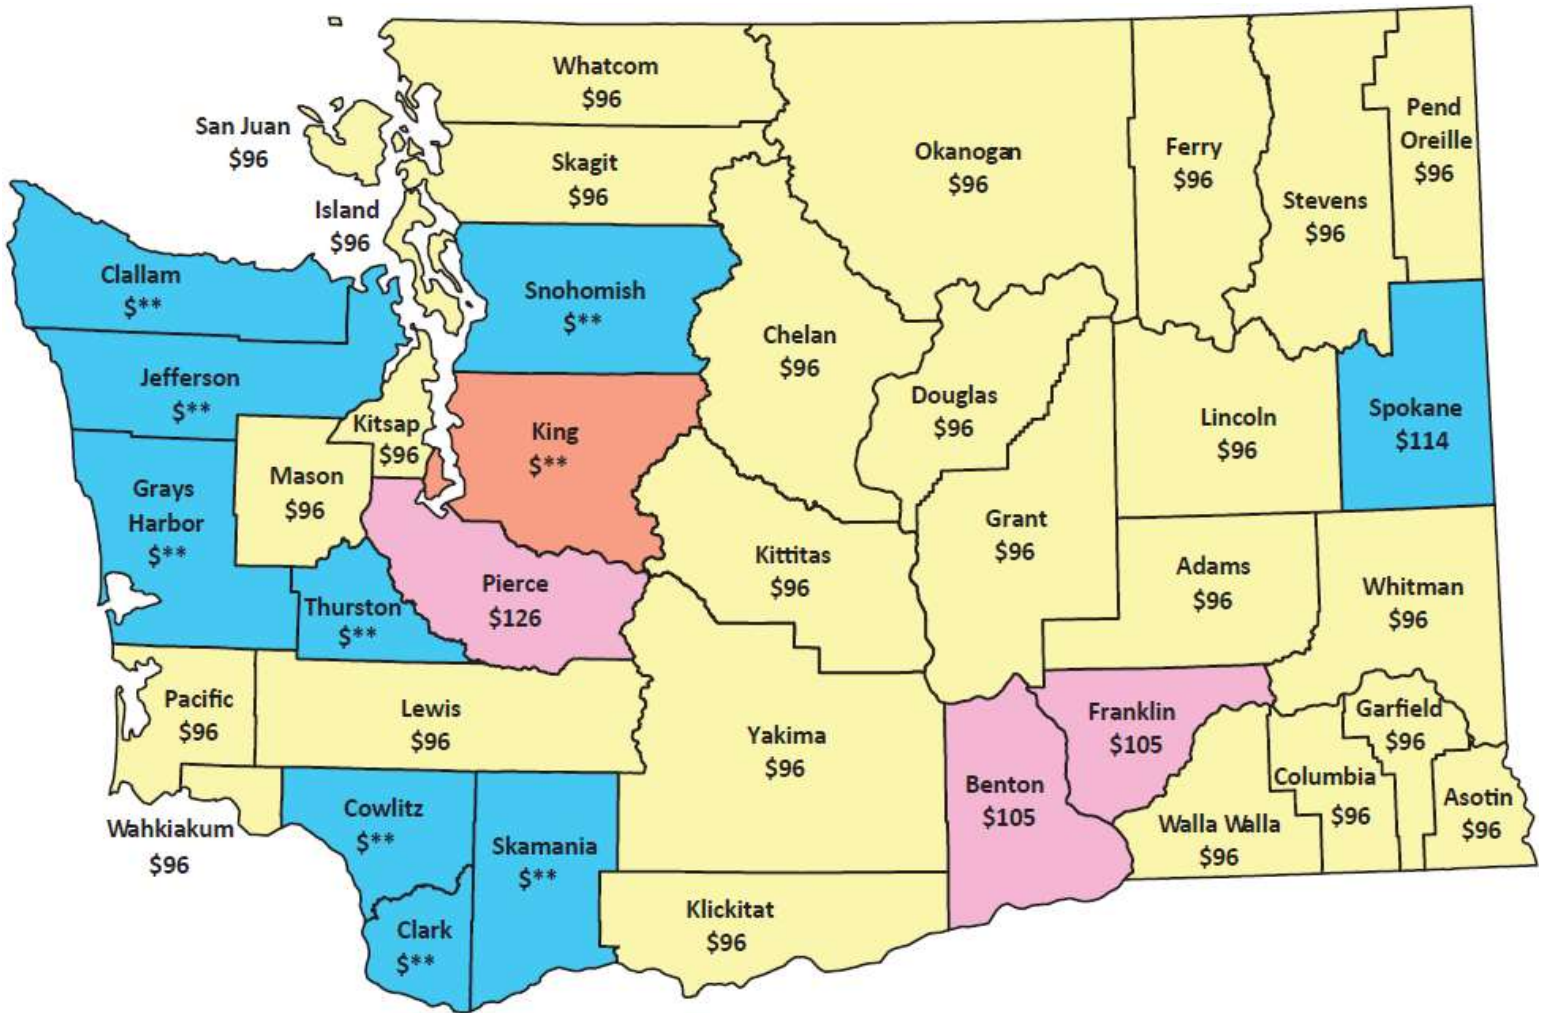 Whatcom
$96
San Juan
$96
Skagit
$96
Island
$96
Okanogan
$96
Ferry
$96
Stevens
$96
Pend
Oreille
$96
Clallam
$**
Snohomish
$**
Jefferson
$**
Chelan
$96
Douglas
$96
Lincoln
$96
Spokane
$114
Kitsap
$96
King
$**
Mason
$96
Grays
Harbor
$**
Grant
$96
Kittitas
$96
Adams
$96
Whitman
$96
Pierce
$126
Thurston
$**
Pacific
$96
Lewis
$96
Yakima
$96
Franklin
$105
Garfield
$96
Benton
$105
Columbia
$96
Asotin
$96
Walla Walla
$96
Wahkiakum
$96
Cowlitz
$**
Skamania
$**
Clark
$**
Klickitat
$96